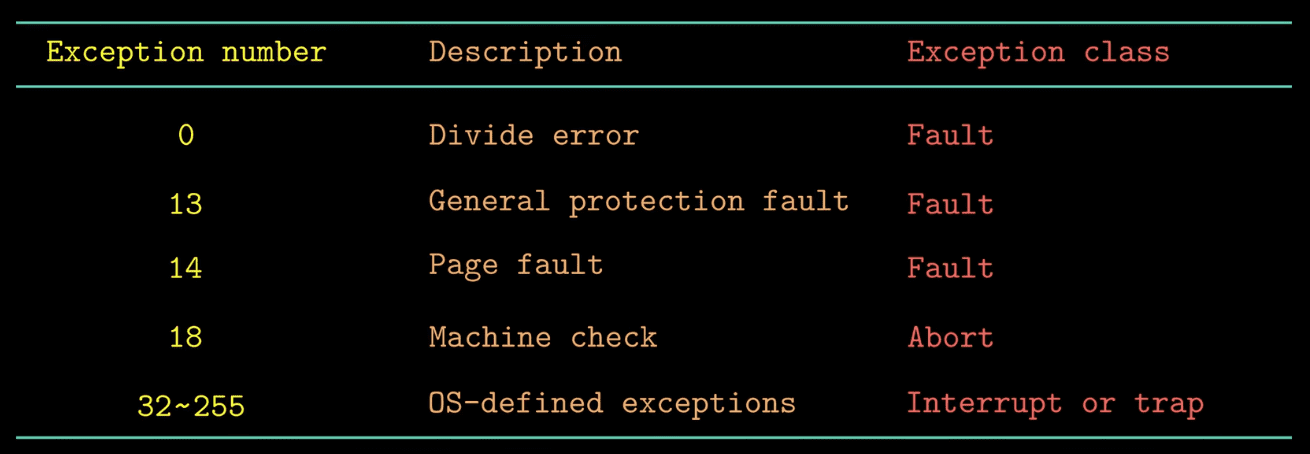 Exception number Description Exception class
0 Divide error Fault
13 General protection fault Fault
14 Page fault Fault
18 Machine check Abort
32~255 OS-defined exceptions Interrupt or trap